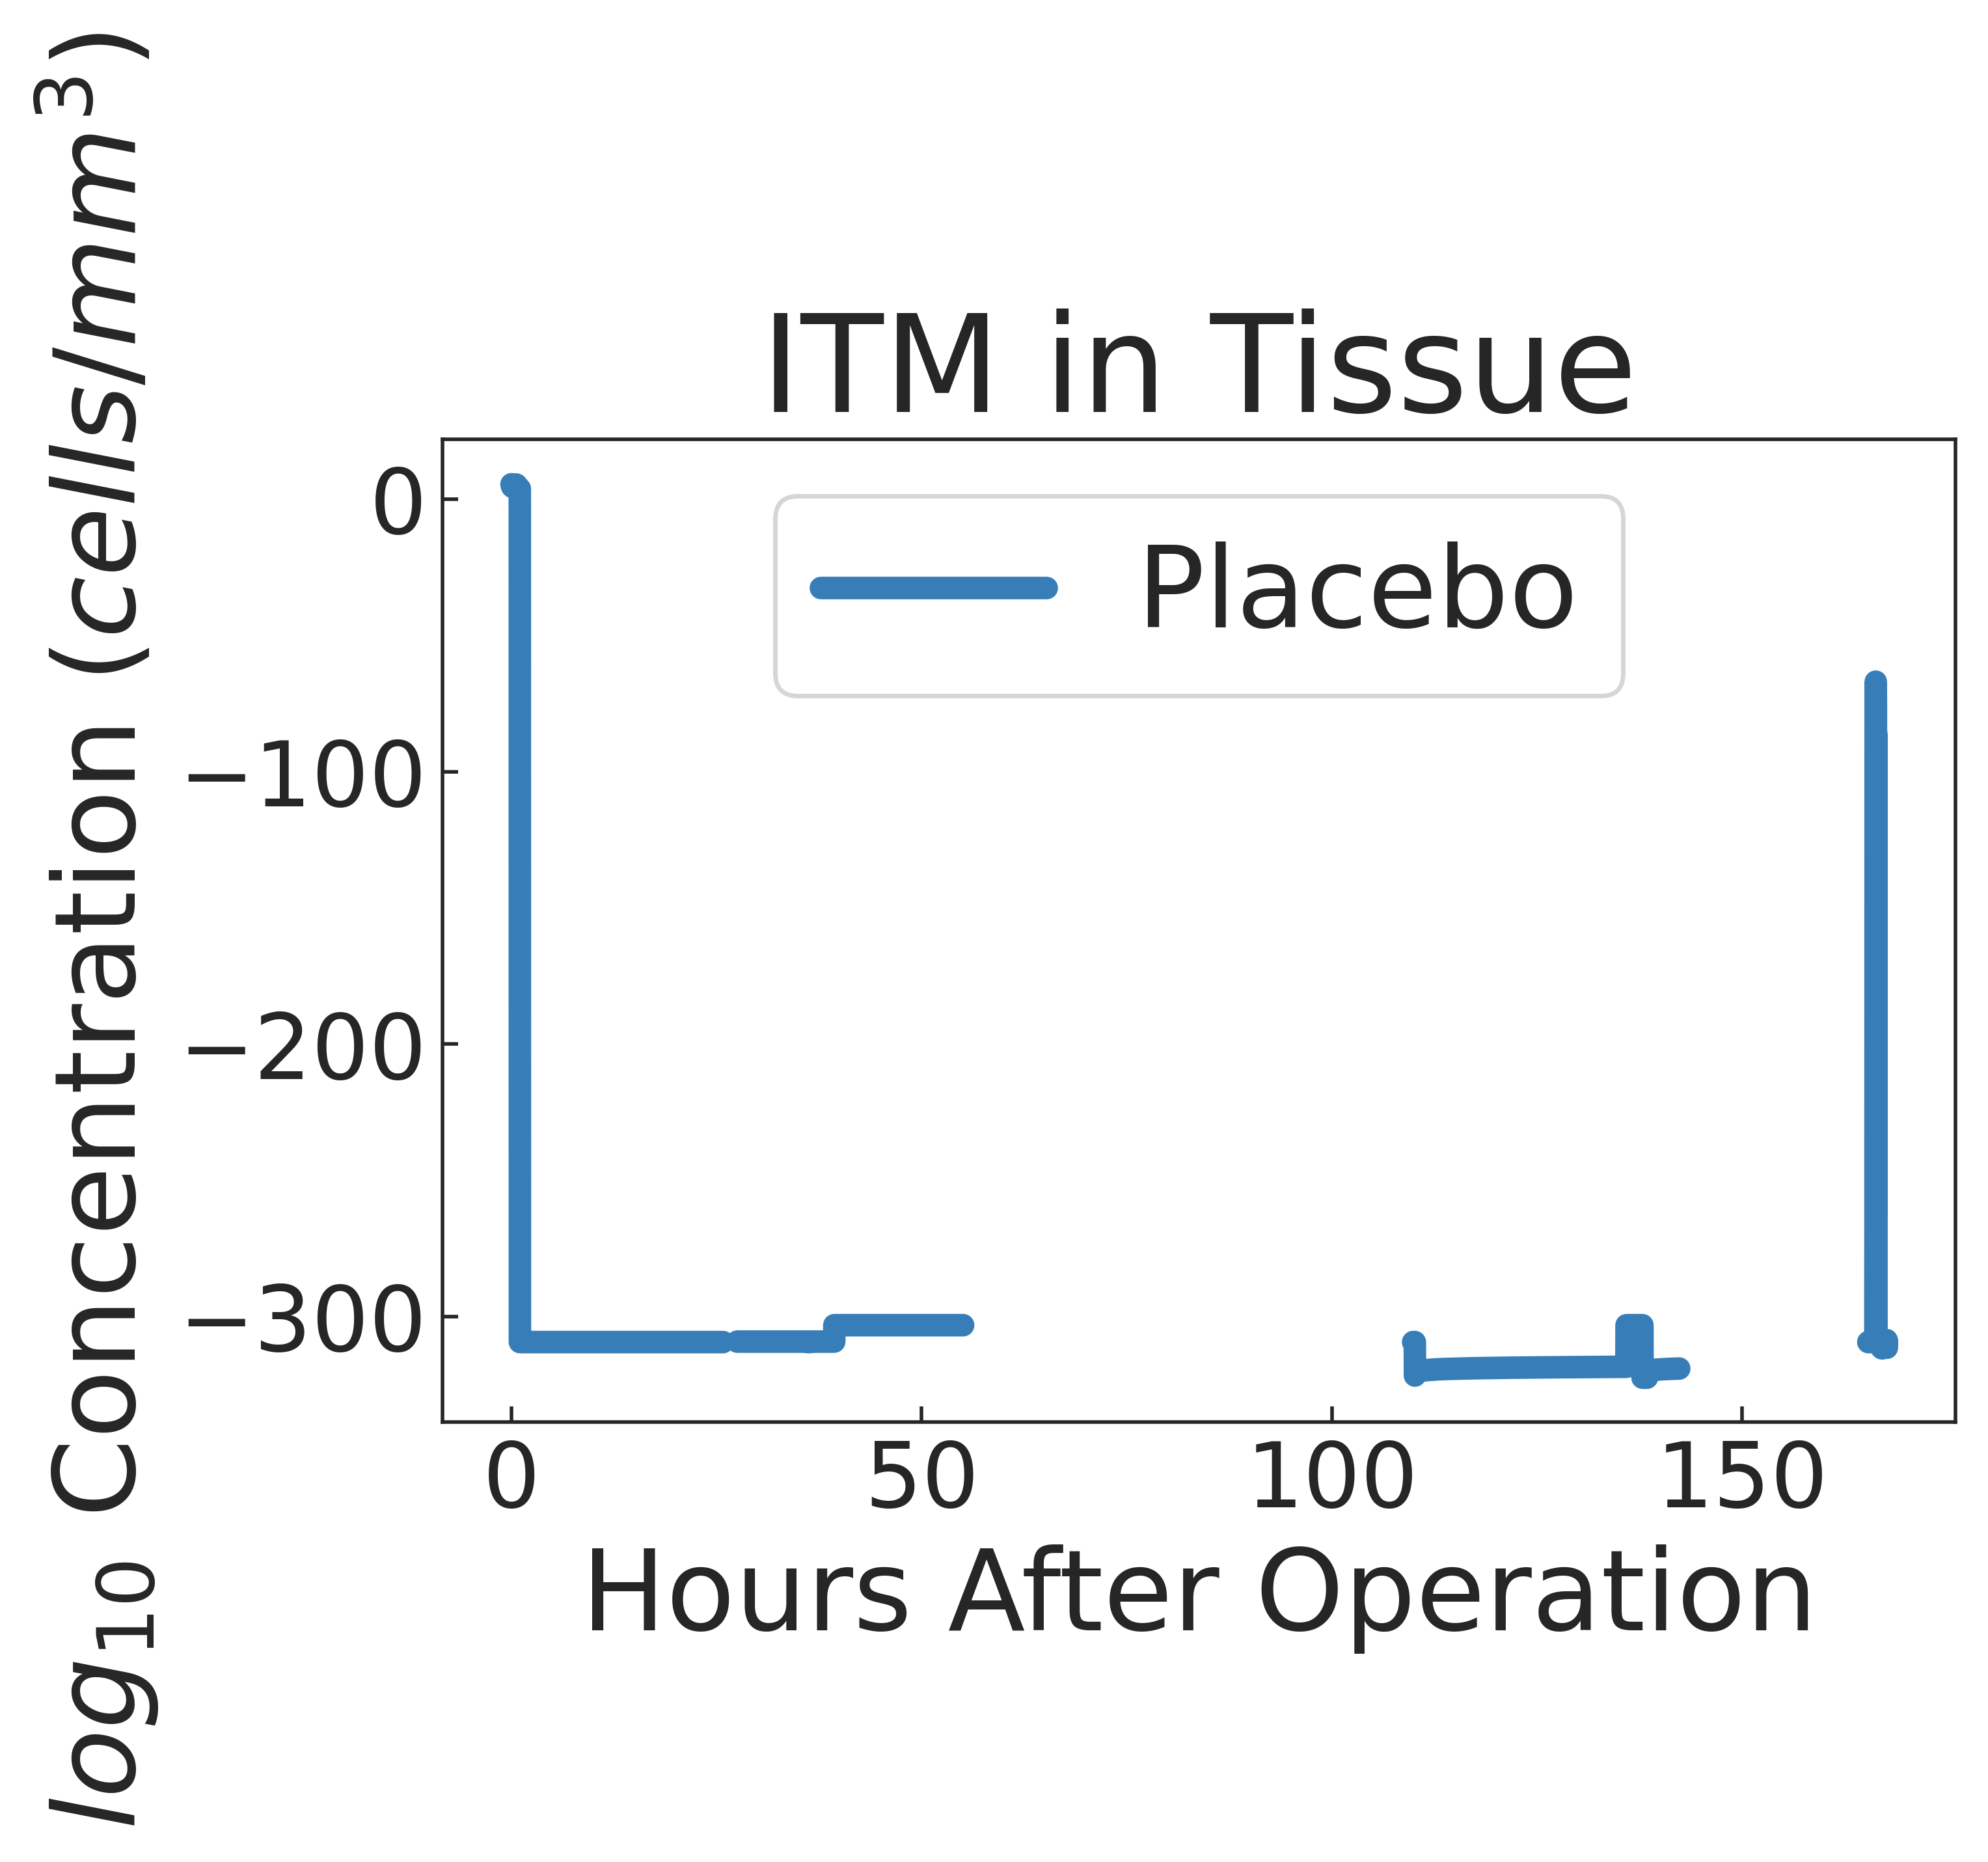 ITM in Tissue
log₁₀ Concentration (cells/mm³)
0
−100
−200
−300
Placebo
0 50 100 150
Hours After Operation